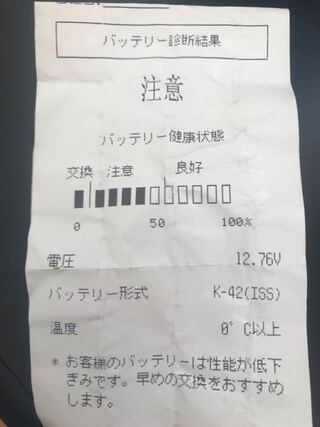 バッテリー診断結果
注意
バッテリー健康状態
交換 注意 良好
0 50 100%
電圧 12.76V
バッテリー形式 K-42(ISS)
温度 0°C以上
* お客様のバッテリーは性能が低下
ぎみです。早めの交換をおすすめ
します。